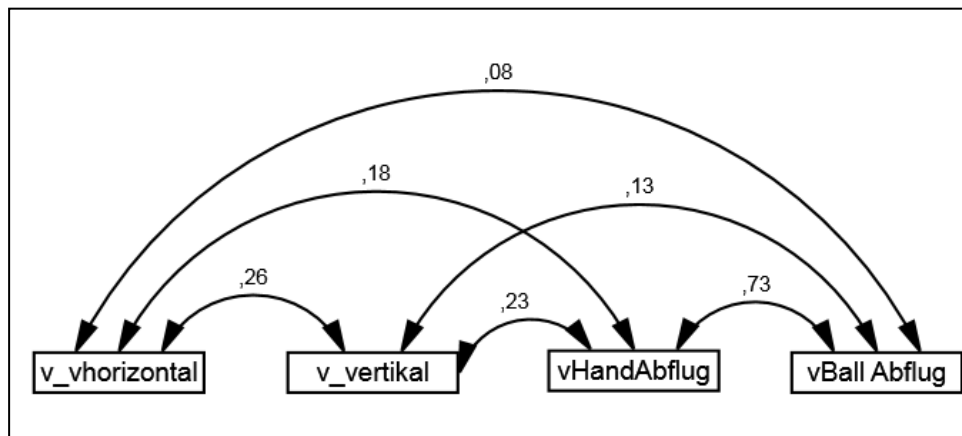 ,08
,18
,13
,26
,23
,73
v_vhorizontal
v_vertikal
vHandAbflug
vBall Abflug